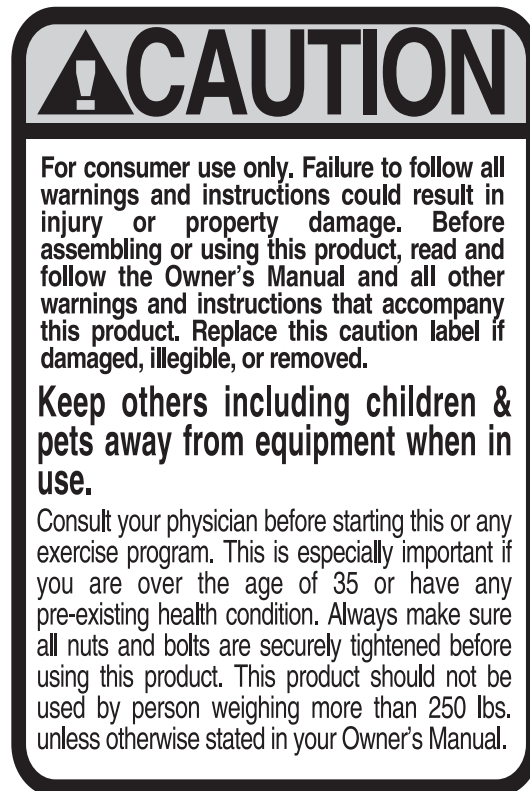 CAUTION
For consumer use only. Failure to follow all
warnings and instructions could result in
injury or property damage. Before
assembling or using this product, read and
follow the Owner's Manual and all other
warnings and instructions that accompany
this product. Replace this caution label if
damaged, illegible, or removed.
Keep others including children &
pets away from equipment when in
use.
Consult your physician before starting this or any
exercise program. This is especially important if
you are over the age of 35 or have any
pre-existing health condition. Always make sure
all nuts and bolts are securely tightened before
using this product. This product should not be
used by person weighing more than 250 lbs.
unless otherwise stated in your Owner's Manual.